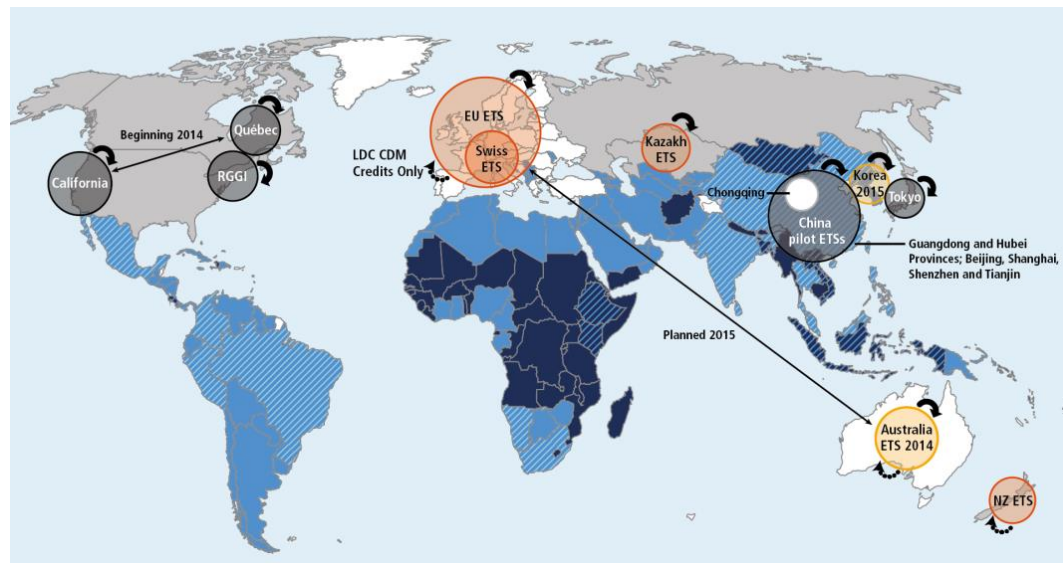 Beginning 2014
Québec
California
RGGI
EU ETS
Swiss
ETS
LDC CDM
Credits Only
Kazakh
ETS
Chongqing
Korea
2015
Tokyo
China
pilot ETSs
Guangdong and Hubei
Provinces; Beijing, Shanghai,
Shenzhen and Tianjin
Planned 2015
Australia
ETS 2014
NZ ETS